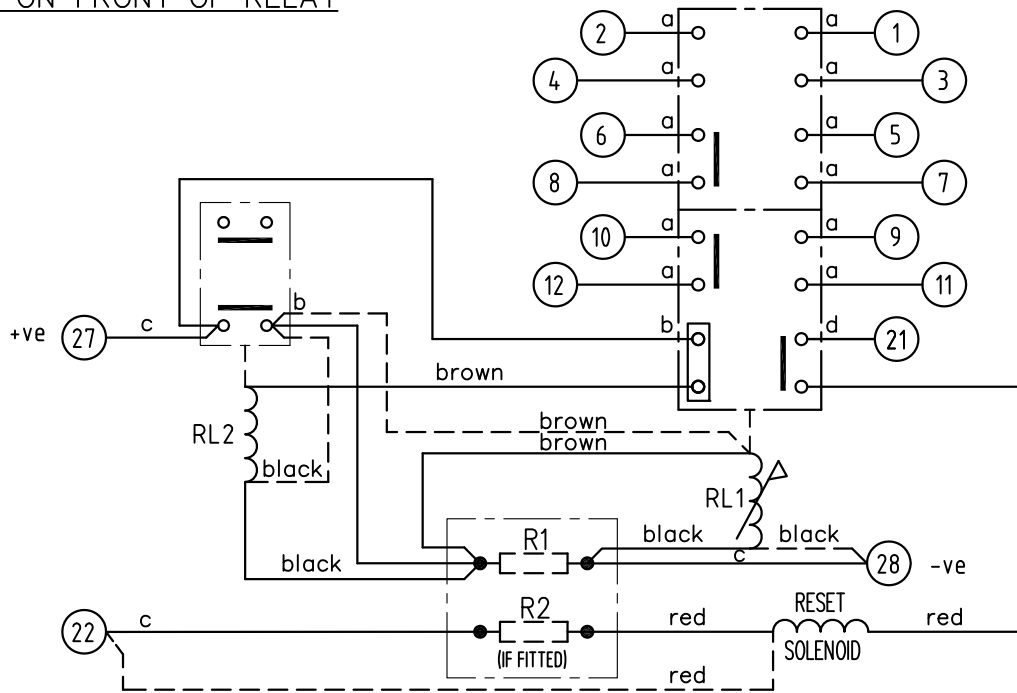 ON FRONT OF RELAY
2 a a 1
4 a a 3
6 a a 5
8 a a 7
10 a a 9
12 a a 11
b
+ve 27 c
b d 21
brown
brown
brown
RL2
black
RL1
R1
black black
black
c
28 -ve
R2
RESET
22 c
red
red
(IF FITTED)
SOLENOID
red